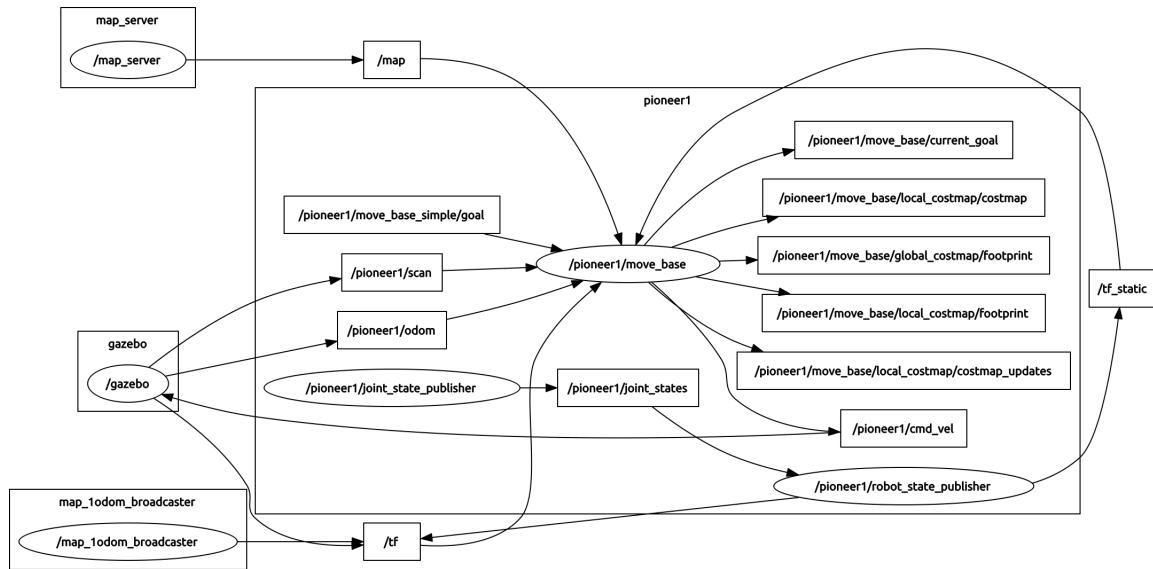 map_server
/map_server
/map
pioneer1
/pioneer1/move_base/current_goal
/pioneer1/move_base/local_costmap/costmap
/pioneer1/move_base_simple/goal
/pioneer1/move_base/global_costmap/footprint
/pioneer1/move_base
/pioneer1/scan
/tf_static
/pioneer1/move_base/local_costmap/footprint
/pioneer1/odom
gazebo
/gazebo
/pioneer1/move_base/local_costmap/costmap_updates
/pioneer1/joint_state_publisher
/pioneer1/joint_states
/pioneer1/cmd_vel
/pioneer1/robot_state_publisher
map_1odom_broadcaster
/map_1odom_broadcaster
/tf